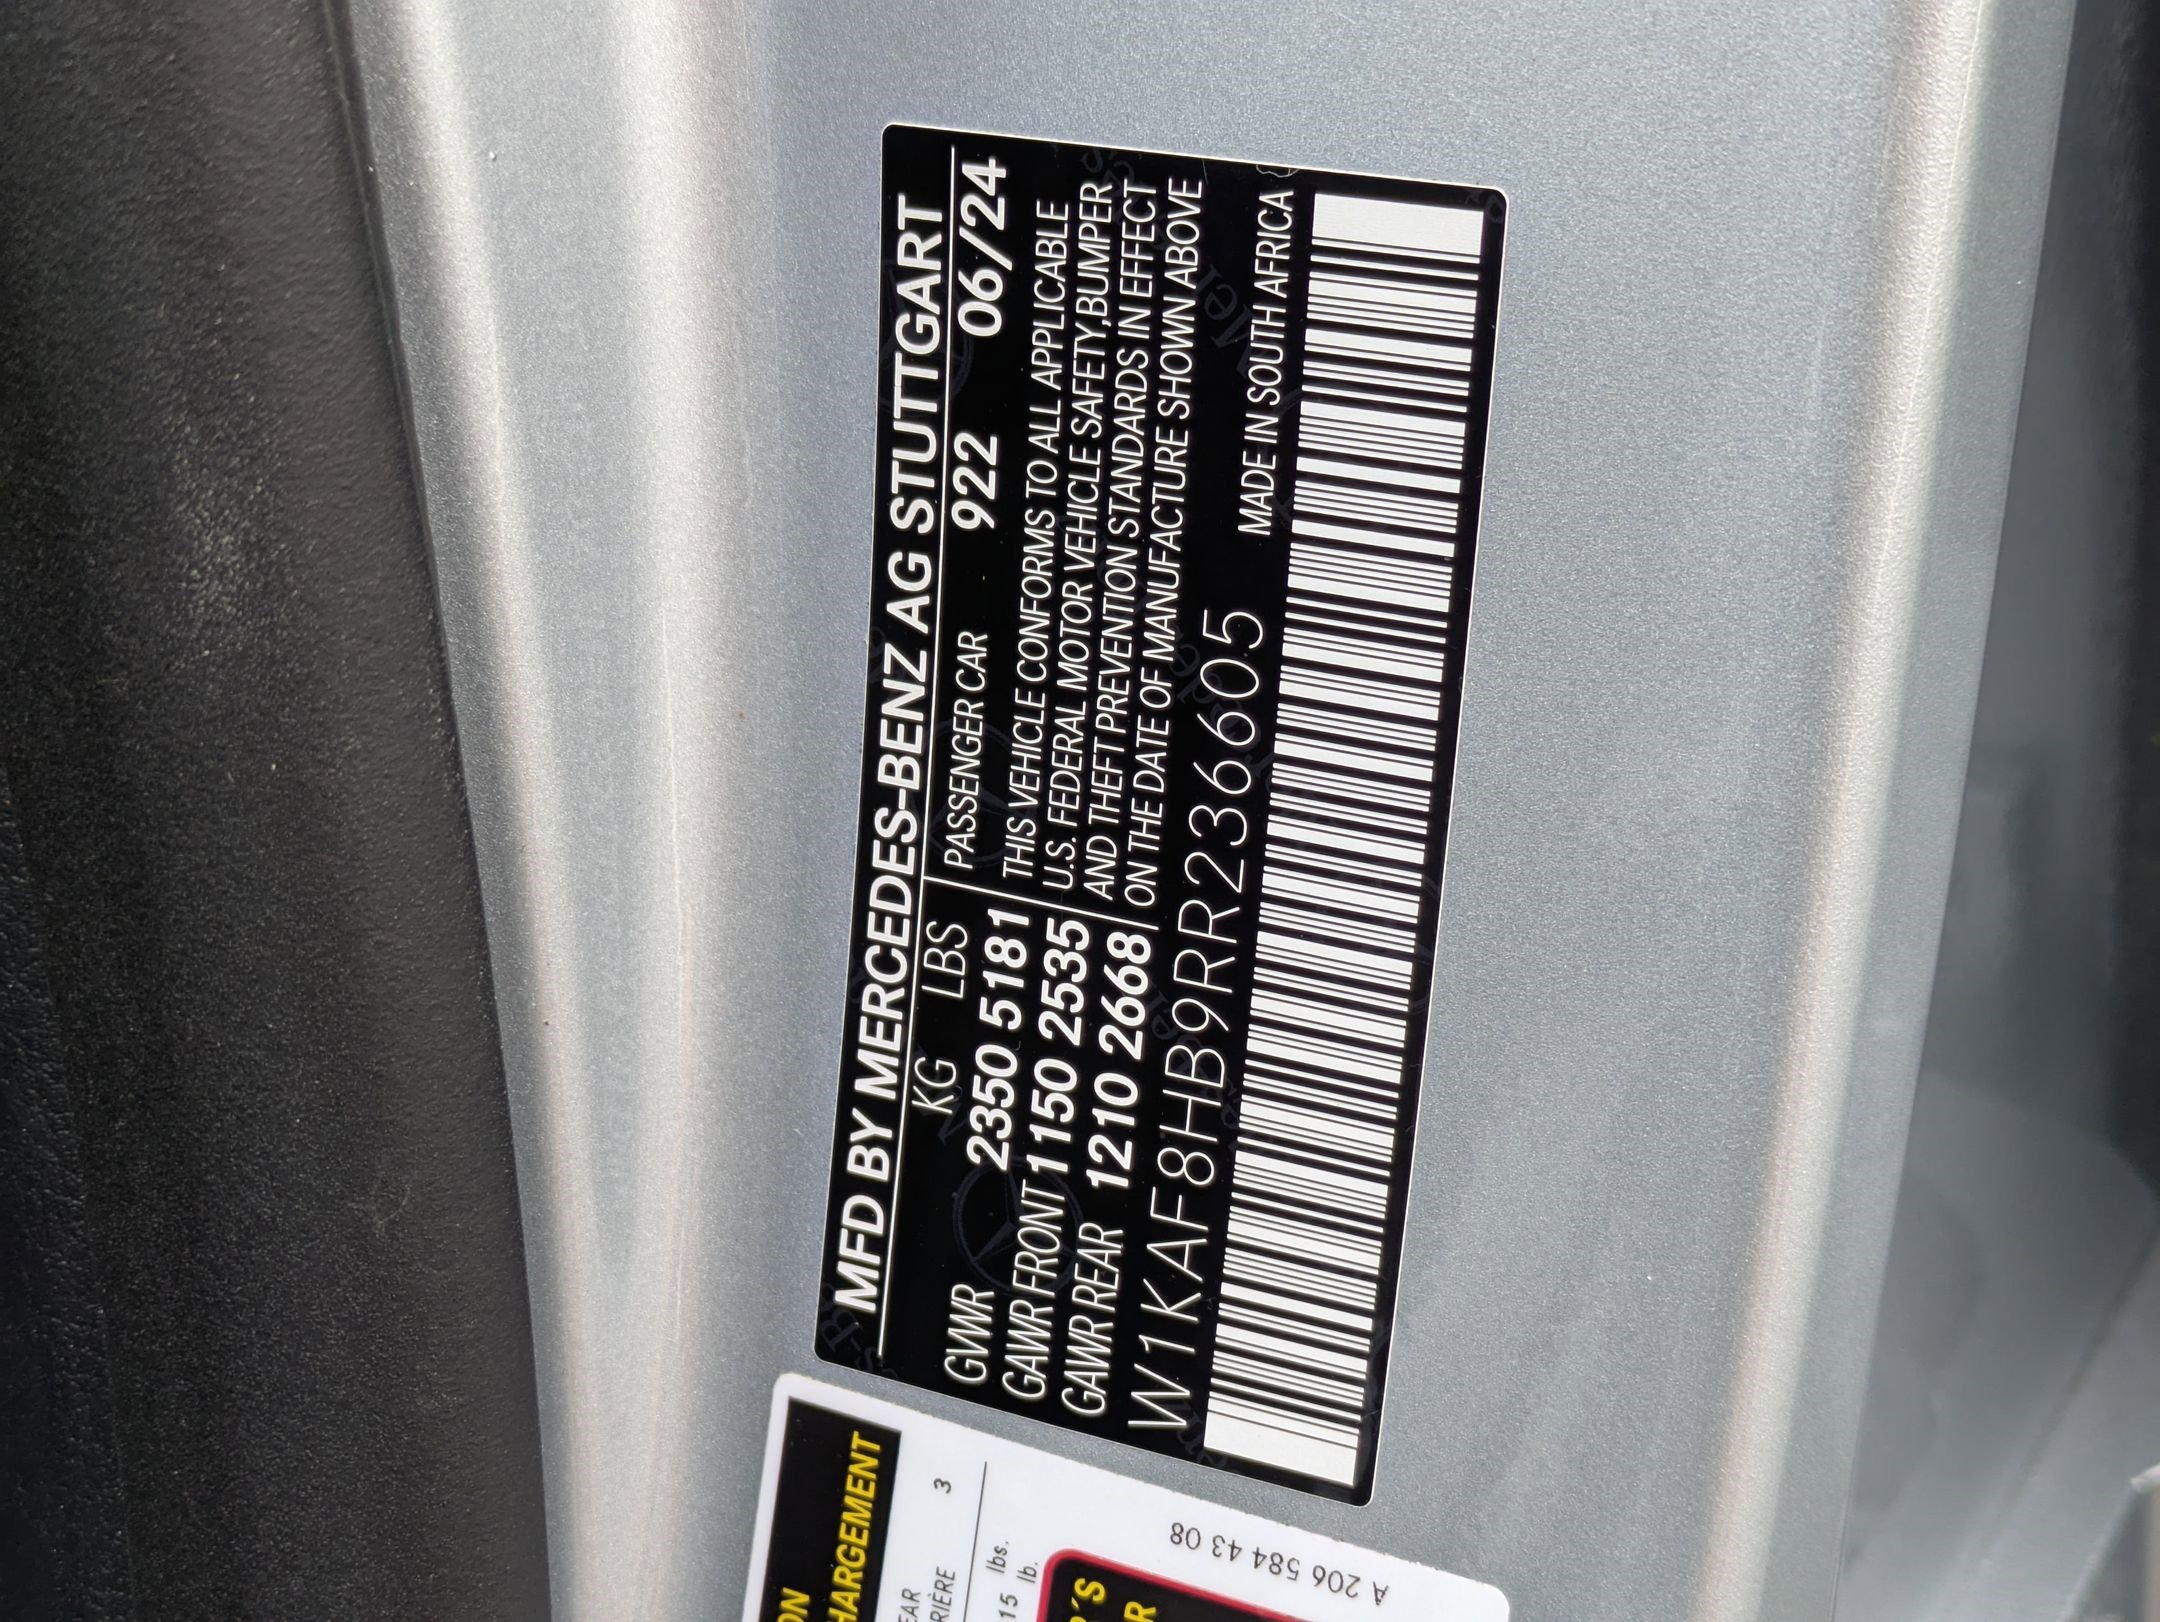 MFD BY MERCEDES-BENZ AG STUTTGART
KG LBS PASSENGER CAR 922 06/24
GVWR 2350 5181
GAWR FRONT 1150 2535
GAWR REAR 1210 2668
THIS VEHICLE CONFORMS TO ALL APPLICABLE
U.S. FEDERAL MOTOR VEHICLE SAFETY,BUMPER
AND THEFT PREVENTION STANDARDS IN EFFECT
ON THE DATE OF MANUFACTURE SHOWN ABOVE
W1KAF8HB9RR236605
MADE IN SOUTH AFRICA
3
15 lbs.
lb.
A 206 584 43 08